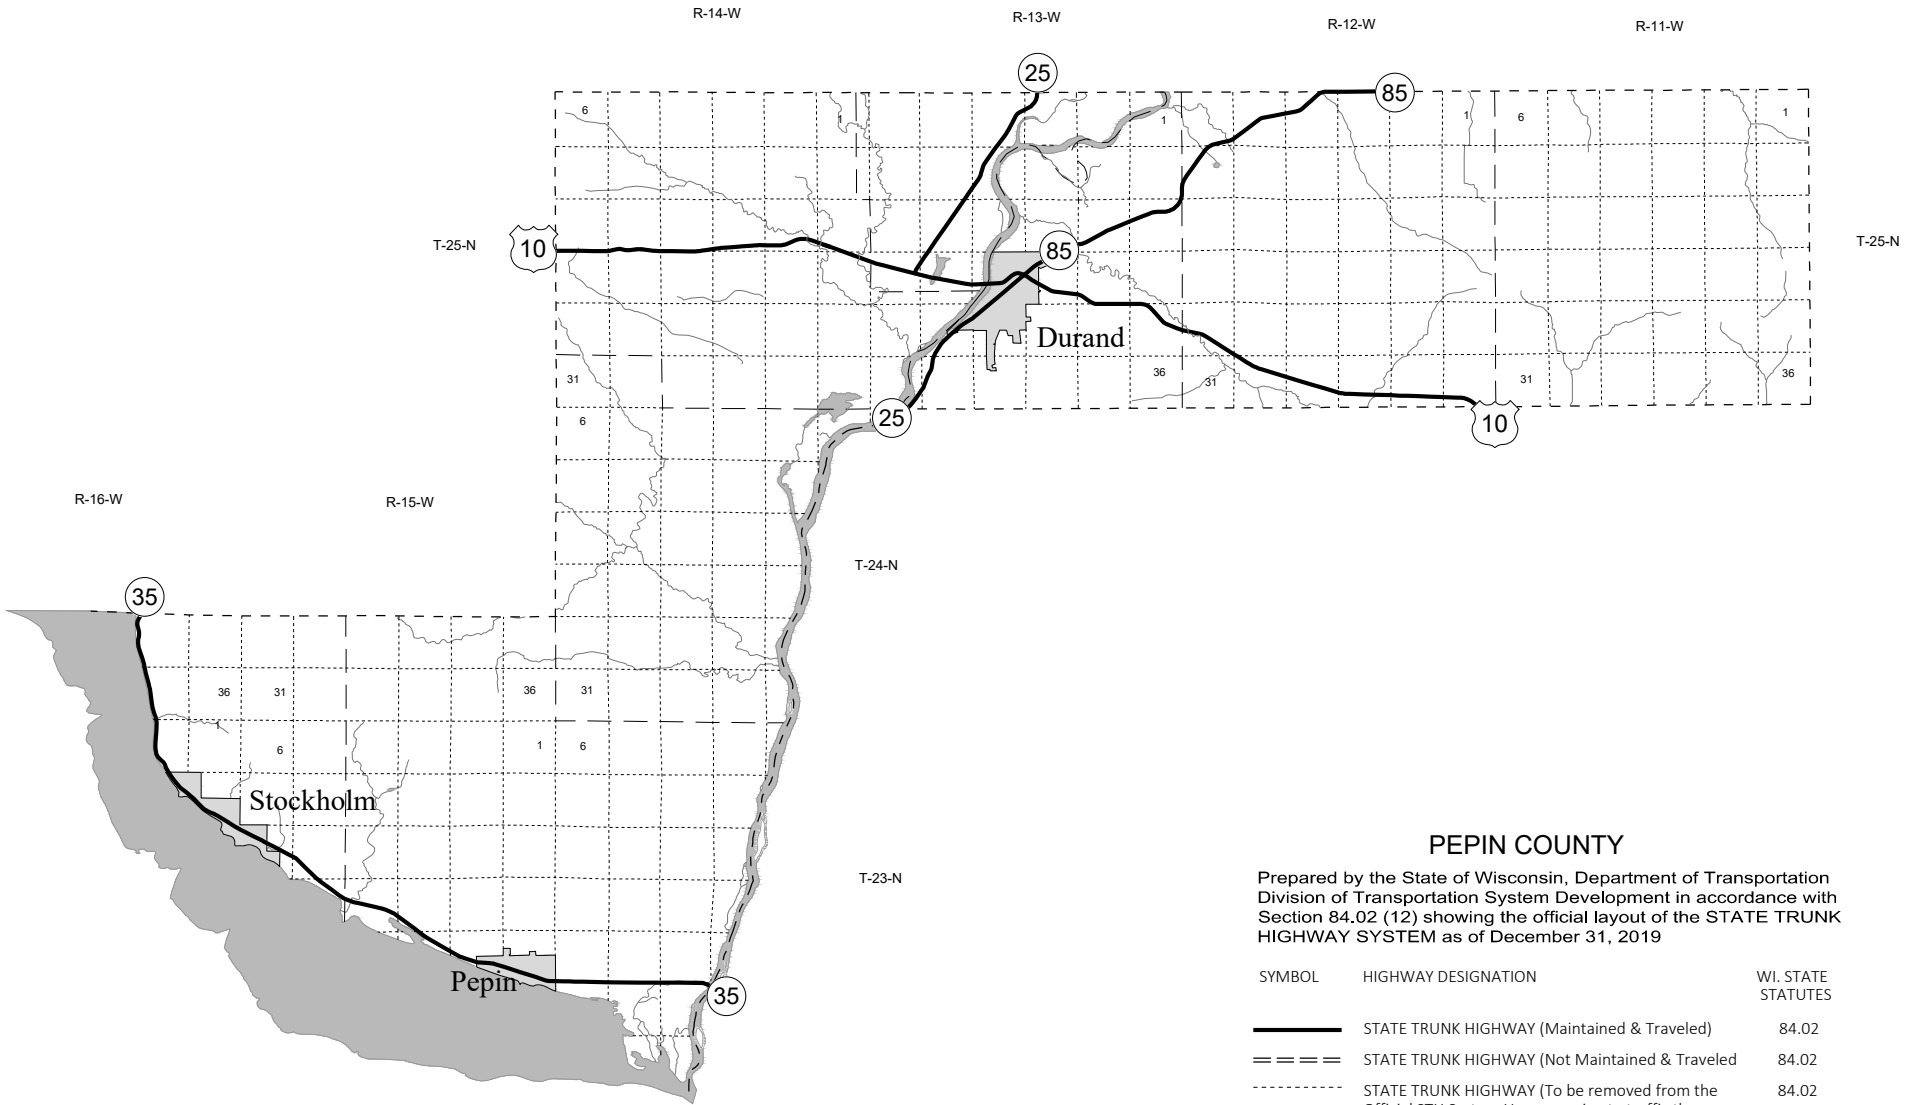 R-14-W
R-13-W
R-12-W
R-11-W
25
85
6
1
1
1
6
1
T-25-N
10
85
T-25-N
Durand
31
36
31
31
36
6
25
10
R-16-W
R-15-W
T-24-N
35
36
31
36
31
1
6
1
6
Stockholm
T-23-N
Pepin
35
PEPIN COUNTY
Prepared by the State of Wisconsin, Department of Transportation
Division of Transportation System Development in accordance with
Section 84.02 (12) showing the official layout of the STATE TRUNK
HIGHWAY SYSTEM as of December 31, 2019
SYMBOL HIGHWAY DESIGNATION WI. STATE
STATUTES
STATE TRUNK HIGHWAY (Maintained & Traveled) 84.02
STATE TRUNK HIGHWAY (Not Maintained & Traveled 84.02
STATE TRUNK HIGHWAY (To be removed from the 84.02